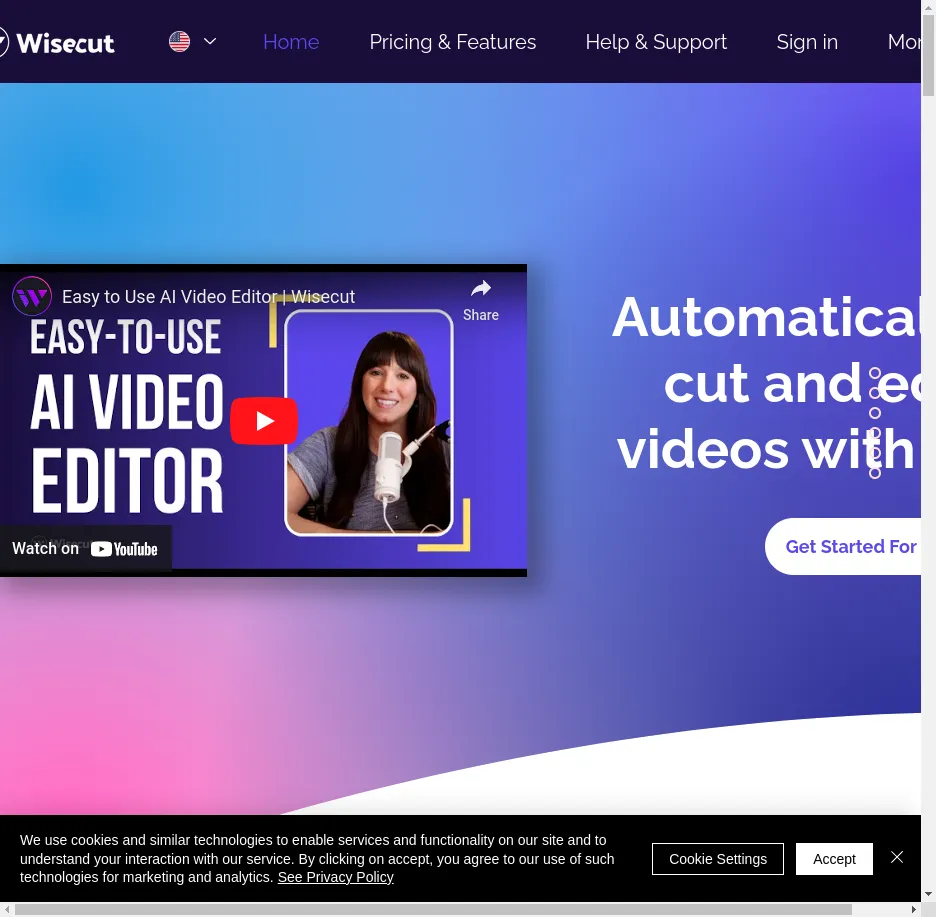 Wisecut
Home
Pricing & Features
Help & Support
Sign in
Easy to Use AI Video Editor | Wisecut
Share
EASY-TO-USE
AI VIDEO
EDITOR
Watch on YouTube
cut and
videos with
Get Started For
We use cookies and similar technologies to enable services and functionality on our site and to
understand your interaction with our service. By clicking on accept, you agree to our use of such
technologies for marketing and analytics. See Privacy Policy
Cookie Settings
Accept